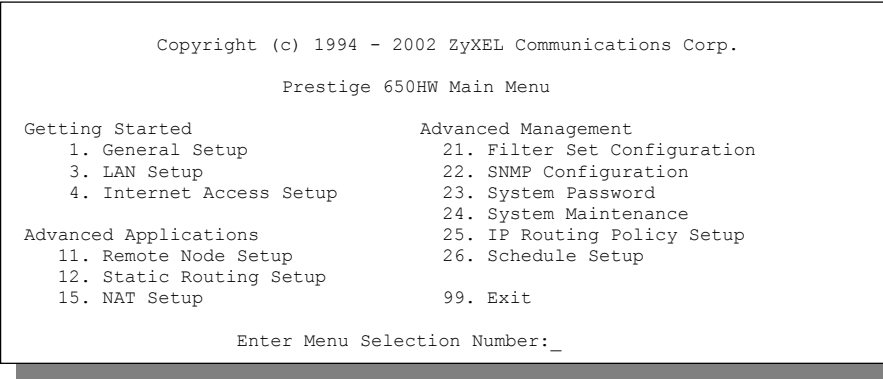 Copyright (c) 1994 - 2002 ZyXEL Communications Corp.
Prestige 650HW Main Menu
Getting Started Advanced Management
1. General Setup 21. Filter Set Configuration
3. LAN Setup 22. SNMP Configuration
4. Internet Access Setup 23. System Password
24. System Maintenance
Advanced Applications 25. IP Routing Policy Setup
11. Remote Node Setup 26. Schedule Setup
12. Static Routing Setup
15. NAT Setup 99. Exit
Enter Menu Selection Number:_